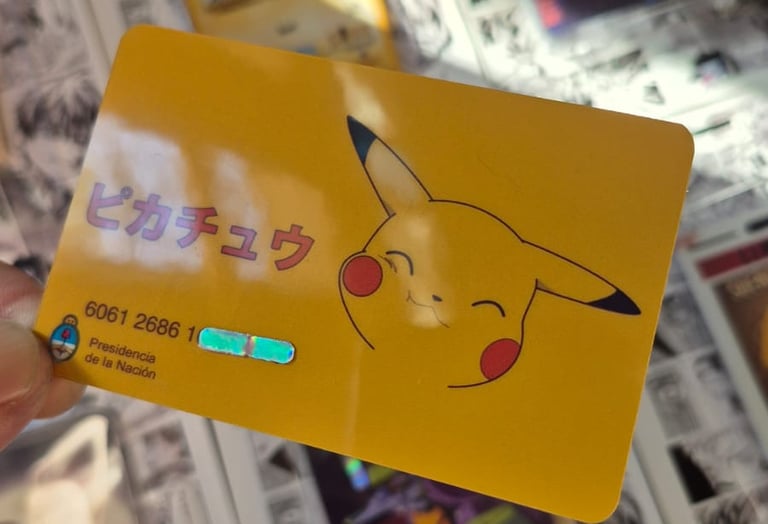 ピカチュウ
6061 2686 1
Presidencia
de la Nación